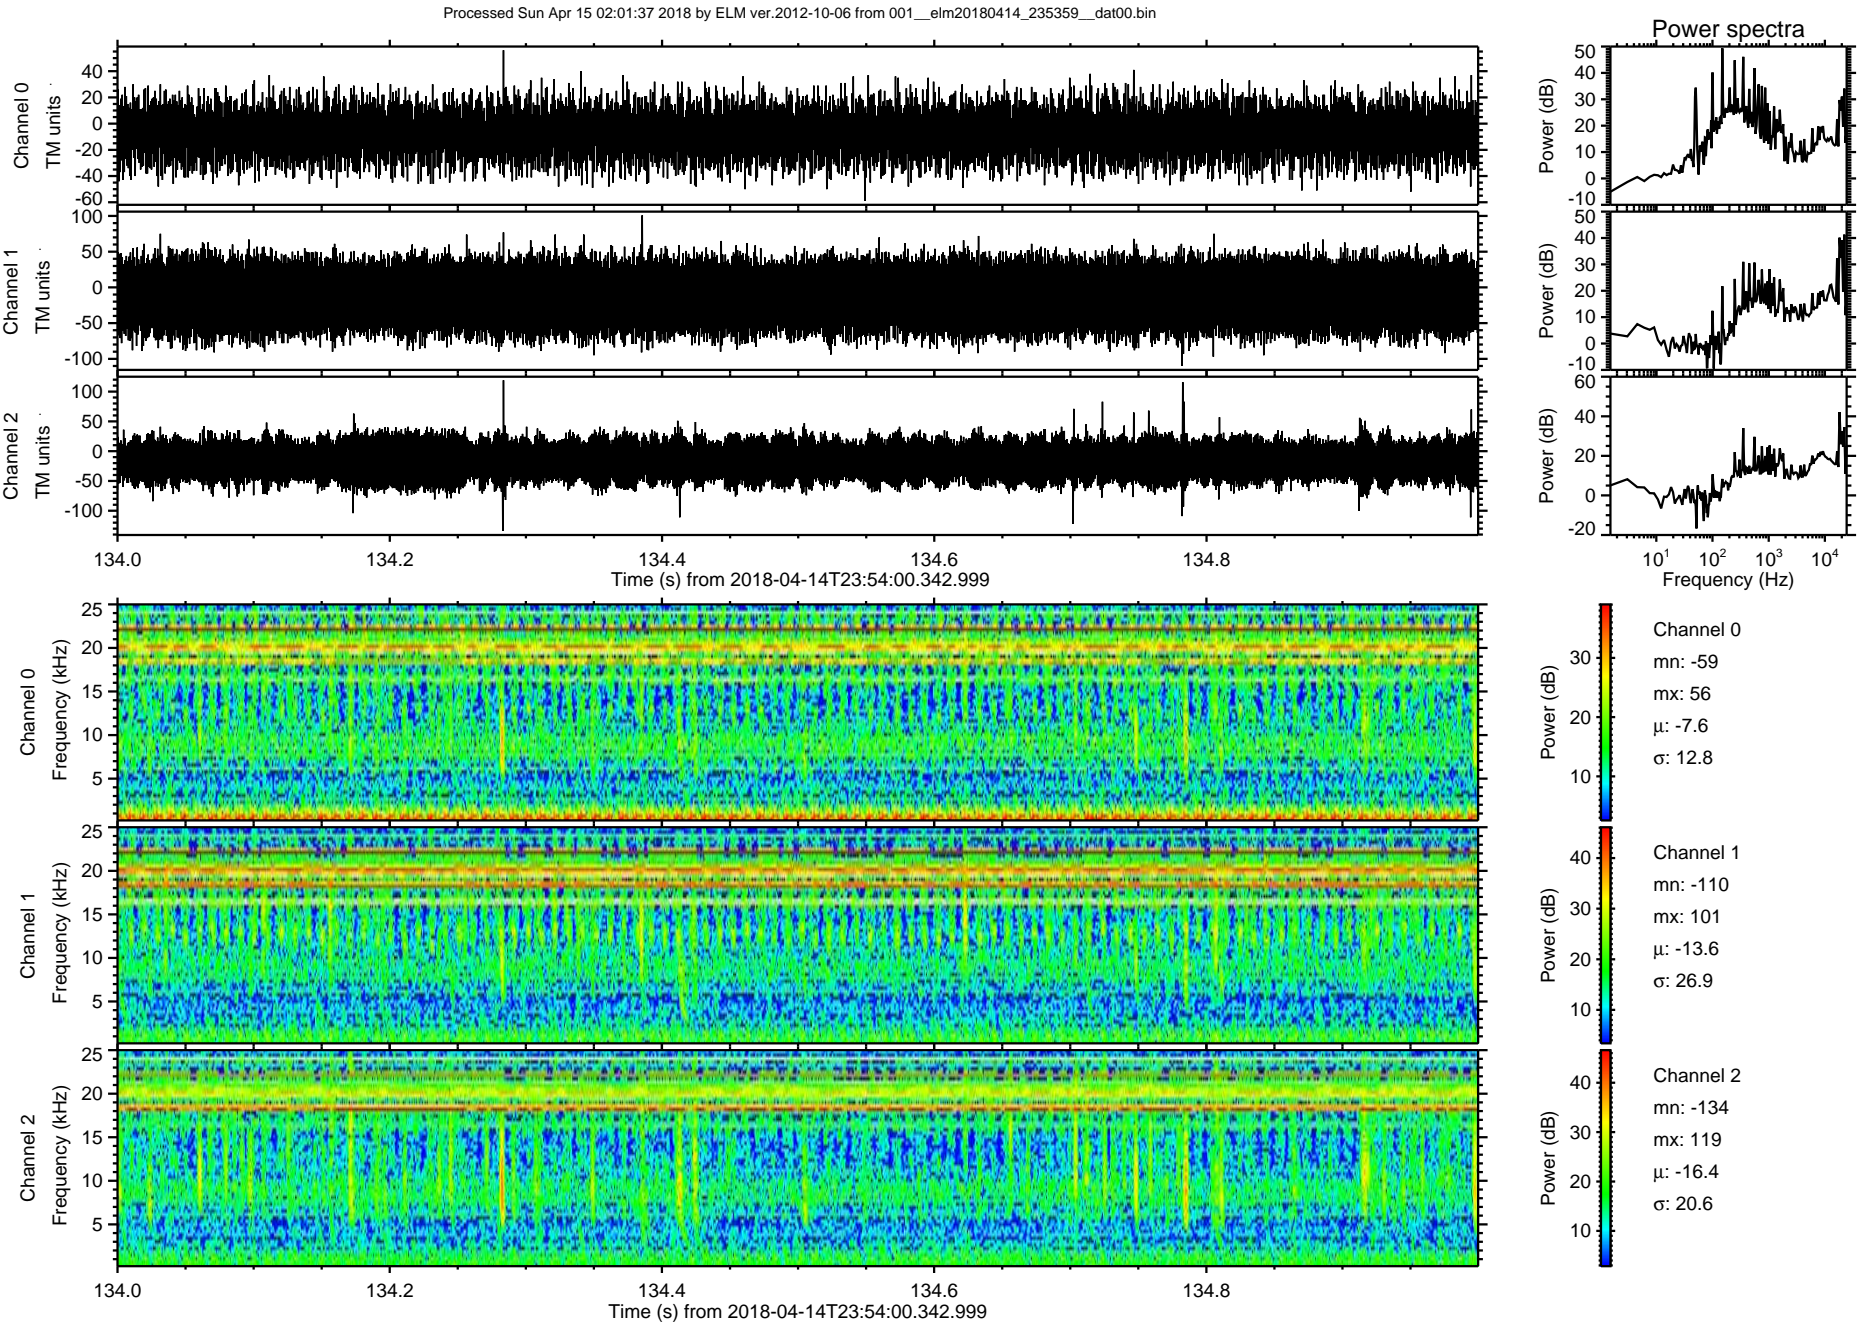 Processed Sun Apr 15 02:01:37 2018 by ELM ver.2012-10-06 from 001__elm20180414_235359__dat00.bin
Power spectra
Channel 0
TM units
40
20
0
-20
-40
-60
Power (dB)
50
40
30
20
10
0
-10
Channel 1
TM units
100
50
0
-50
-100
Power (dB)
50
40
30
20
10
0
-10
Channel 2
TM units
100
50
0
-50
-100
Power (dB)
60
40
20
0
-20
134.0 134.2 134.4 134.6 134.8
Time (s) from 2018-04-14T23:54:00.342.999
10¹ 10² 10³ 10⁴
Frequency (Hz)
Channel 0
Frequency (kHz)
25
20
15
10
5
Power (dB)
30
20
10
Channel 0
mn: -59
mx: 56
μ: -7.6
σ: 12.8
Channel 1
Frequency (kHz)
25
20
15
10
5
Power (dB)
40
30
20
10
Channel 1
mn: -110
mx: 101
μ: -13.6
σ: 26.9
Channel 2
Frequency (kHz)
25
20
15
10
5
Power (dB)
40
30
20
10
Channel 2
mn: -134
mx: 119
μ: -16.4
σ: 20.6
134.0 134.2 134.4 134.6 134.8
Time (s) from 2018-04-14T23:54:00.342.999